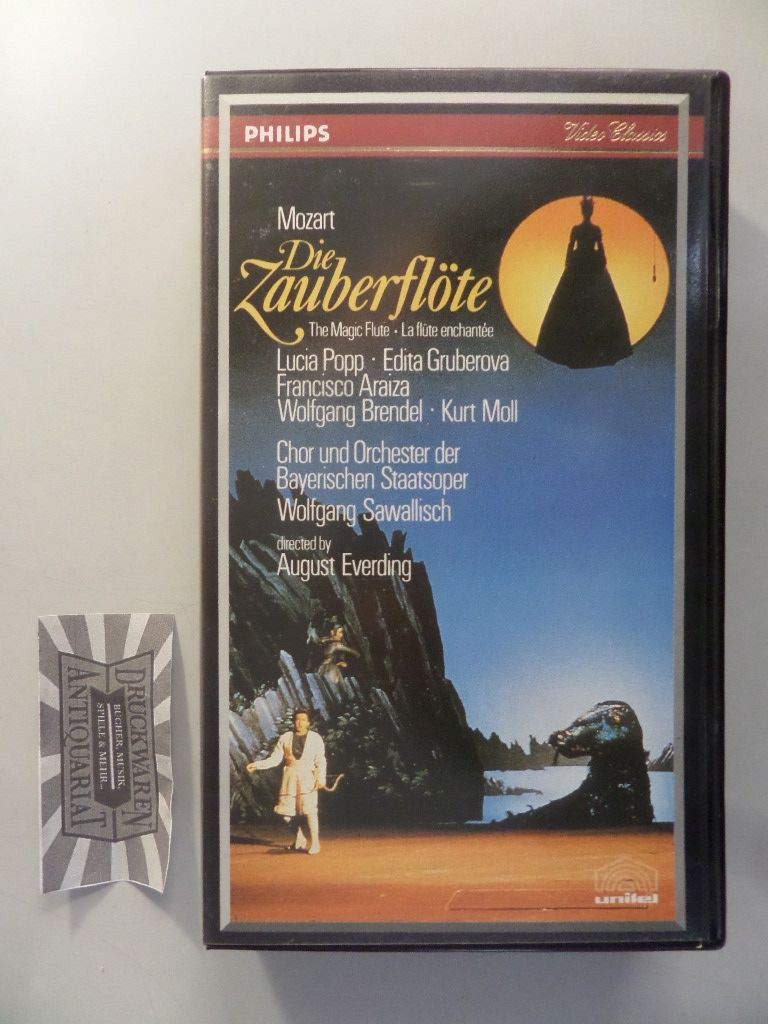 PHILIPS
Video Classics
Mozart
Die
Zauberflöte
The Magic Flute · La flûte enchantée
Lucia Popp · Edita Gruberova
Francisco Araiza
Wolfgang Brendel · Kurt Moll
Chor und Orchester der
Bayerischen Staatsoper
Wolfgang Sawallisch
directed by
August Everding
unitel
DRUCKWAREN
BÜCHER, MUSIK,
SPIELE & MEHR...
ANTIQUARIAT